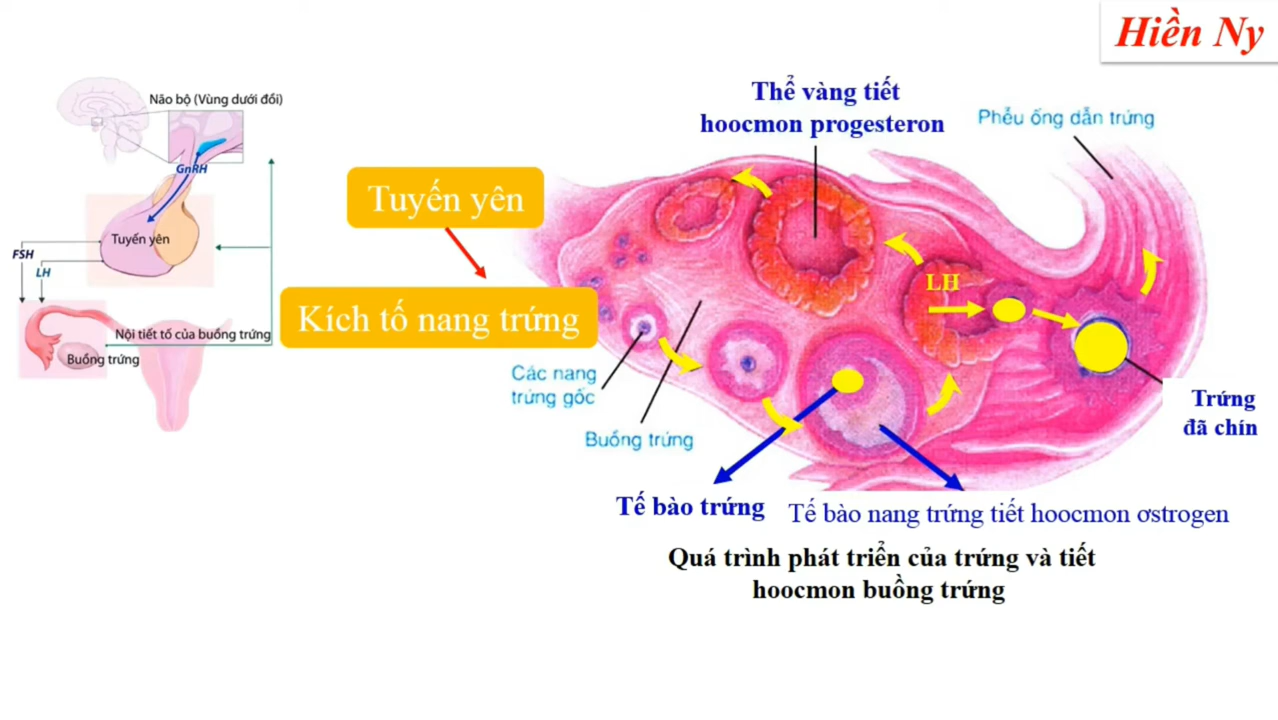 Hiền Ny
Não bộ (Vùng dưới đồi)
GnRH
Tuyến yên
FSH
LH
Nội tiết tố của buồng trứng
Buồng trứng
Tuyến yên
Kích tố nang trứng
Thể vàng tiết
hoocmon progesteron
Phễu ống dẫn trứng
LH
Các nang
trứng gốc
Buồng trứng
Trứng
đã chín
Tế bào trứng
Tế bào nang trứng tiết hoocmon ơstrogen
Quá trình phát triển của trứng và tiết
hoocmon buồng trứng